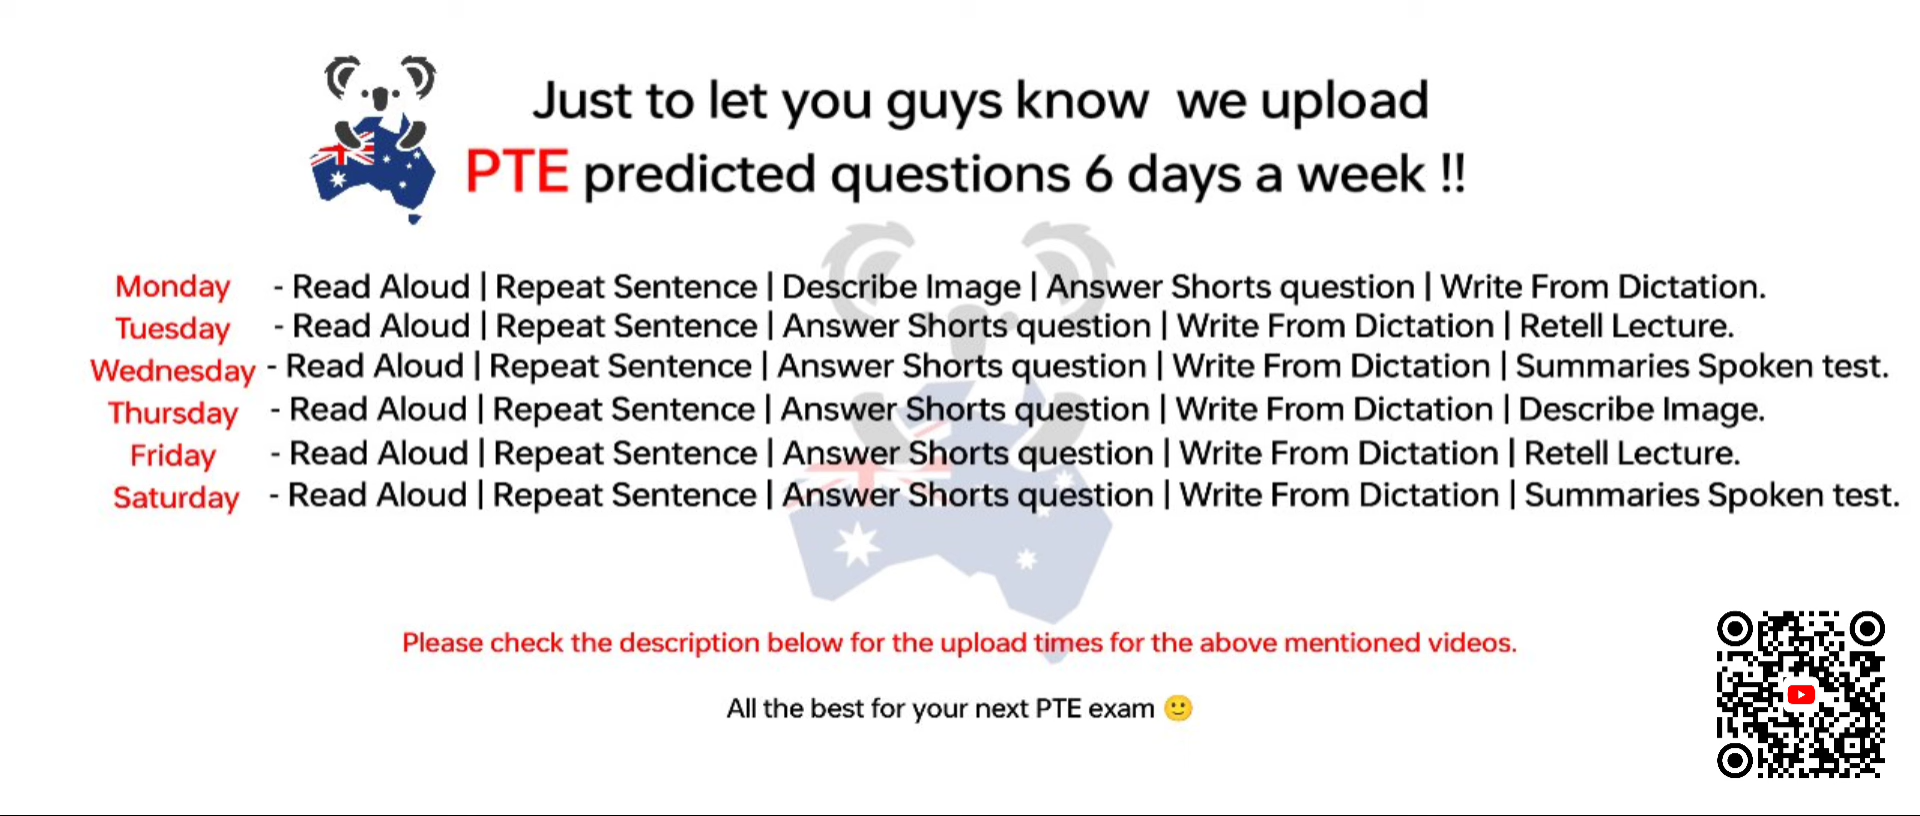 Just to let you guys know we upload
PTE predicted questions 6 days a week !!
Monday - Read Aloud | Repeat Sentence | Describe Image | Answer Shorts question | Write From Dictation.
Tuesday - Read Aloud | Repeat Sentence | Answer Shorts question | Write From Dictation | Retell Lecture.
Wednesday - Read Aloud | Repeat Sentence | Answer Shorts question | Write From Dictation | Summaries Spoken test.
Thursday - Read Aloud | Repeat Sentence | Answer Shorts question | Write From Dictation | Describe Image.
Friday - Read Aloud | Repeat Sentence | Answer Shorts question | Write From Dictation | Retell Lecture.
Saturday - Read Aloud | Repeat Sentence | Answer Shorts question | Write From Dictation | Summaries Spoken test.
Please check the description below for the upload times for the above mentioned videos.
All the best for your next PTE exam 🙂